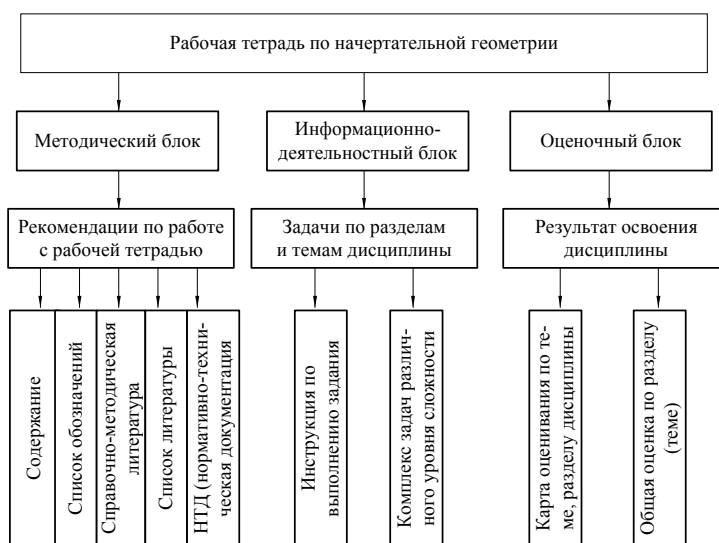 Рабочая тетрадь по начертательной геометрии
Методический блок
Информационно-
деятельностный блок
Оценочный блок
Рекомендации по работе
с рабочей тетрадью
Задачи по разделам
и темам дисциплины
Результат освоения
дисциплины
Содержание
Список обозначений
Справочно-методическая
литература
Список литературы
НТД (нормативно-техни-
ческая документация
Инструкция по
выполнению задания
Комплекс задач различ-
ного уровня сложности
Карта оценивания по те-
ме, разделу дисциплины
Общая оценка по разделу
(теме)